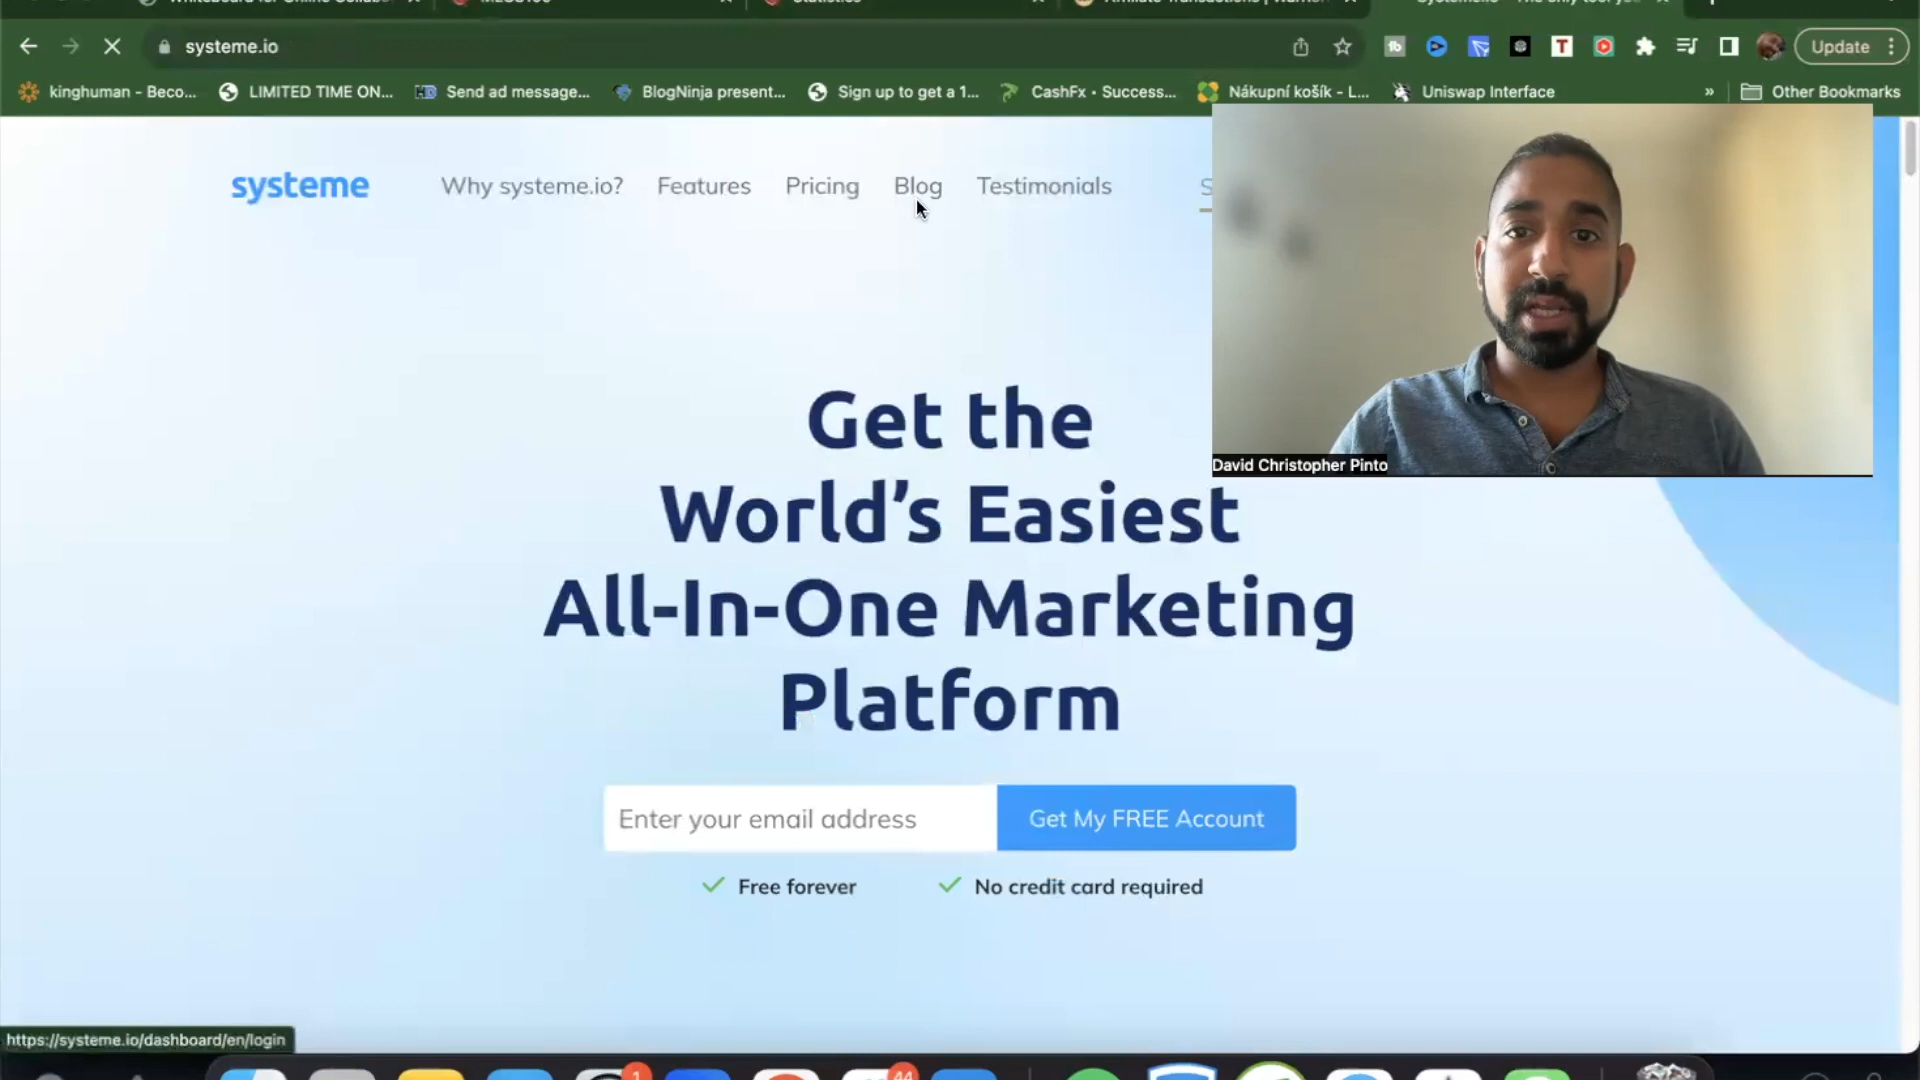 Statistics
systeme.io
Update
kinghuman - Beco...
LIMITED TIME ON...
Send ad message...
BlogNinja present...
Sign up to get a 1...
CashFx • Success...
Nákupní košík - L...
Uniswap Interface
»
Other Bookmarks
systeme
Why systeme.io?
Features
Pricing
Blog
Testimonials
David Christopher Pinto
Get the
World's Easiest
All-In-One Marketing
Platform
Enter your email address
Get My FREE Account
Free forever
No credit card required
https://systeme.io/dashboard/en/login
1
44